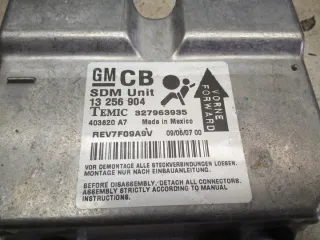 GM CB
SDM Unit
13 256 904
TEMIC 327963935
403820 A7 Made in Mexico
REV7F09A9V 09/06/07 00
VORNE
FORWARD
VOR DEMONTAGE ALLE STECKVERBINDUNGEN LOESEN.
MONTAGE NUR NACH EINBAUANLEITUNG.
BEFORE DISASSEMBLY, DETACH ALL CONNECTORS.
ASSEMBLY STRICTLY ACCORDING TO MANUAL
INSTRUCTIONS.